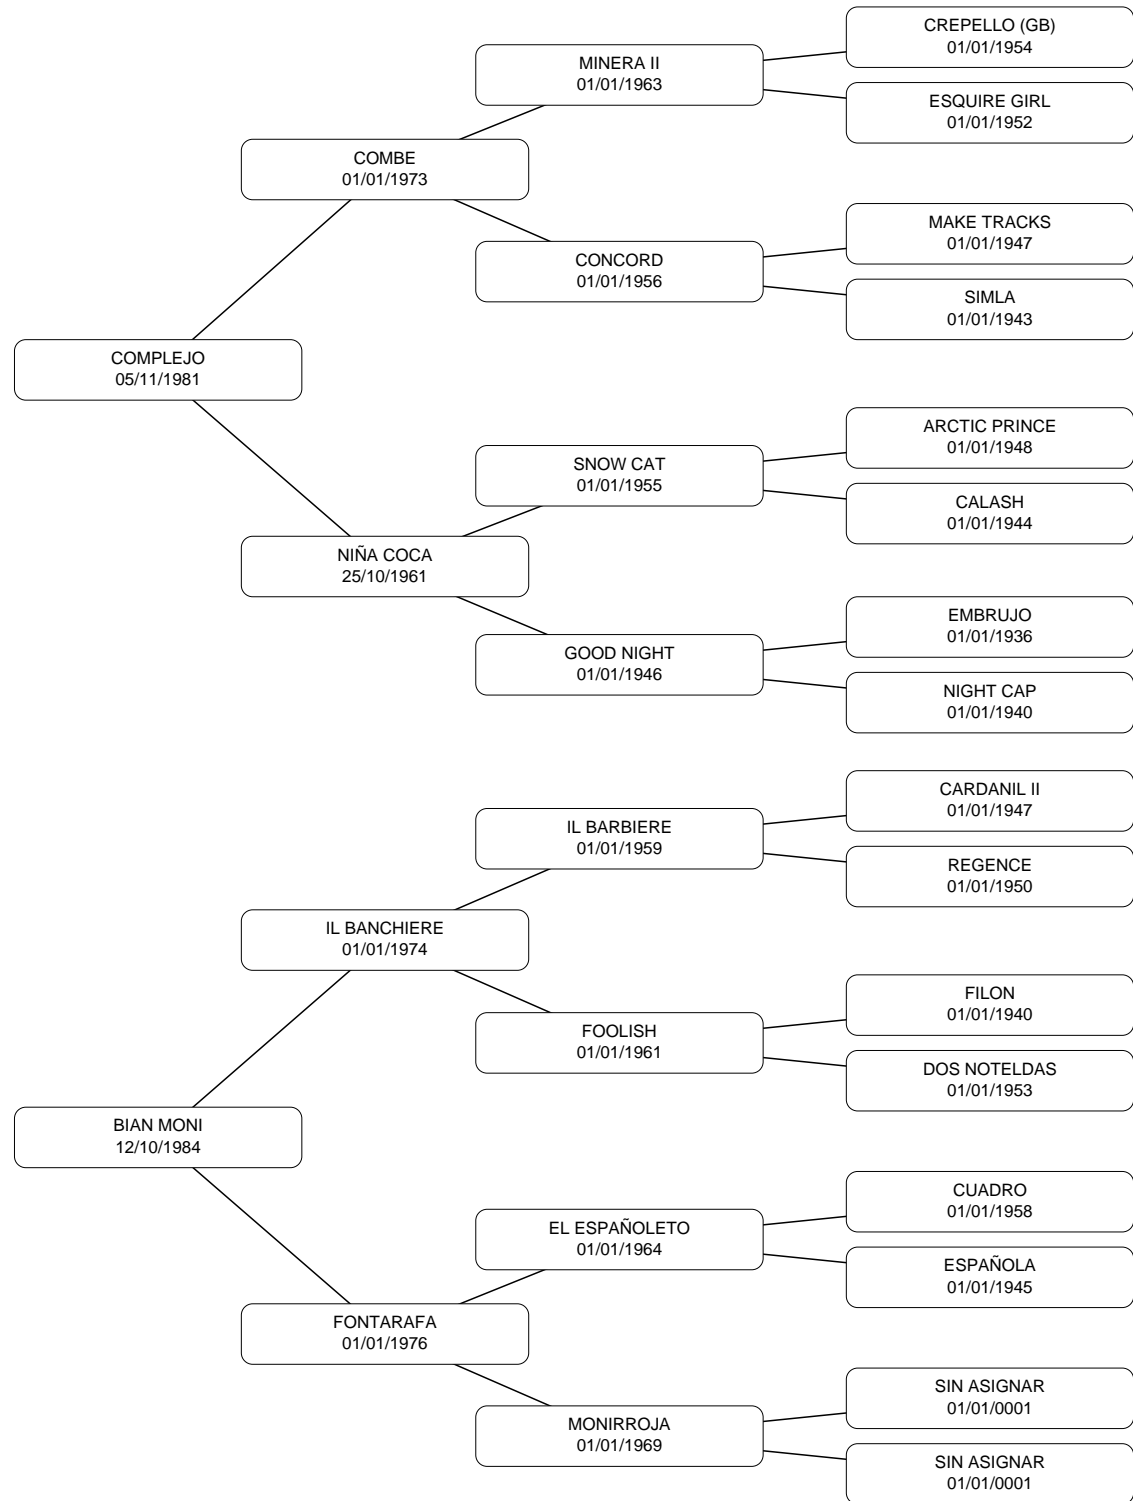 CREPELLO (GB)
01/01/1954
MINERA II
01/01/1963
ESQUIRE GIRL
01/01/1952
COMBE
01/01/1973
MAKE TRACKS
01/01/1947
CONCORD
01/01/1956
SIMLA
01/01/1943
COMPLEJO
05/11/1981
ARCTIC PRINCE
01/01/1948
SNOW CAT
01/01/1955
CALASH
01/01/1944
NIÑA COCA
25/10/1961
EMBRUJO
01/01/1936
GOOD NIGHT
01/01/1946
NIGHT CAP
01/01/1940
CARDANIL II
01/01/1947
IL BARBIERE
01/01/1959
REGENCE
01/01/1950
IL BANCHIERE
01/01/1974
FILON
01/01/1940
FOOLISH
01/01/1961
DOS NOTELDAS
01/01/1953
BIAN MONI
12/10/1984
CUADRO
01/01/1958
EL ESPAÑOLETO
01/01/1964
ESPAÑOLA
01/01/1945
FONTARAFA
01/01/1976
SIN ASIGNAR
01/01/0001
MONIRROJA
01/01/1969
SIN ASIGNAR
01/01/0001